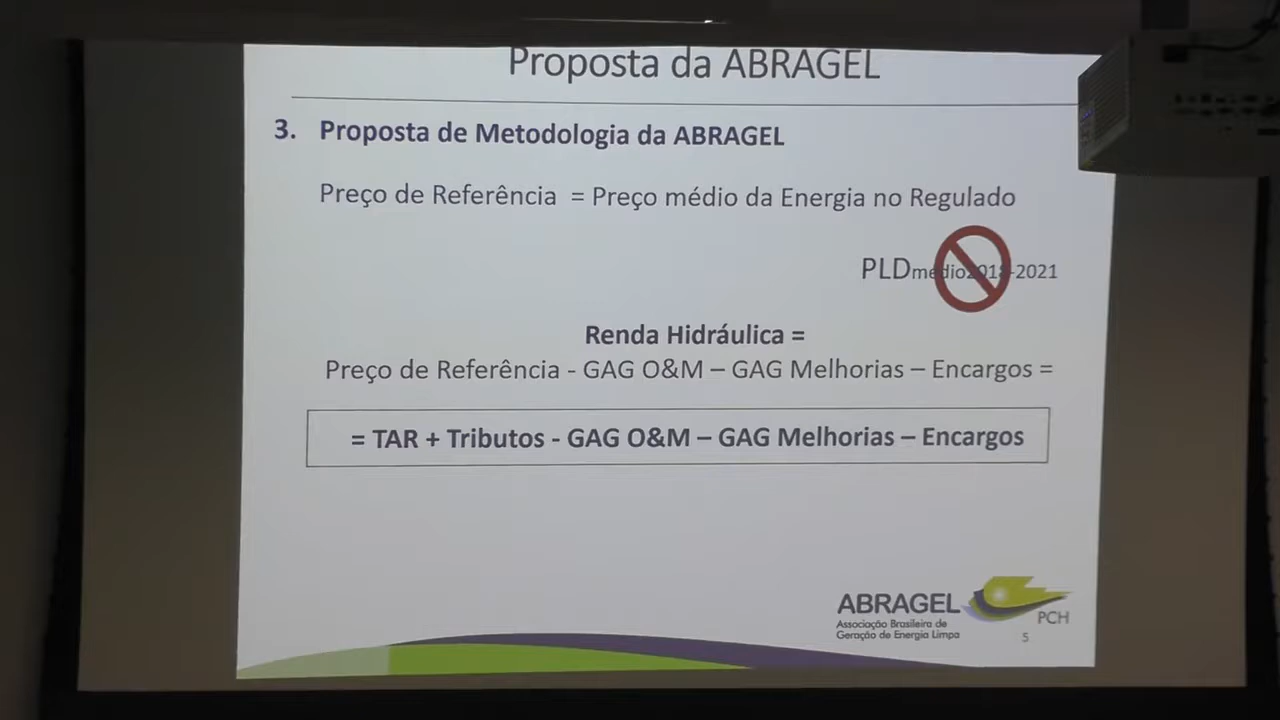 Proposta da ABRAGEL
3. Proposta de Metodologia da ABRAGEL
Preço de Referência = Preço médio da Energia no Regulado
PLDmédio2018-2021
Renda Hidráulica =
Preço de Referência - GAG O&M – GAG Melhorias – Encargos =
= TAR + Tributos - GAG O&M – GAG Melhorias – Encargos
ABRAGEL
Associação Brasileira de
Geração de Energia Limpa
PCH
5